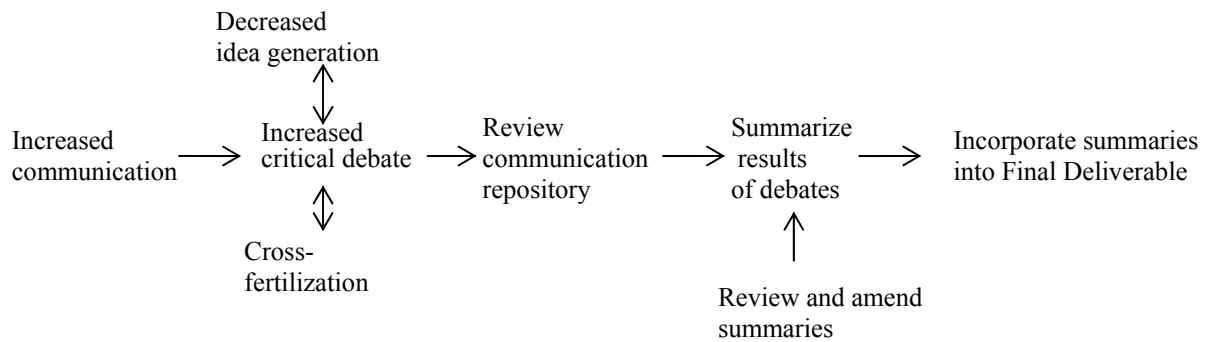 Decreased
idea generation
Increased
communication
Increased
critical debate
Review
communication
repository
Summarize
results
of debates
Incorporate summaries
into Final Deliverable
Cross-
fertilization
Review and amend
summaries